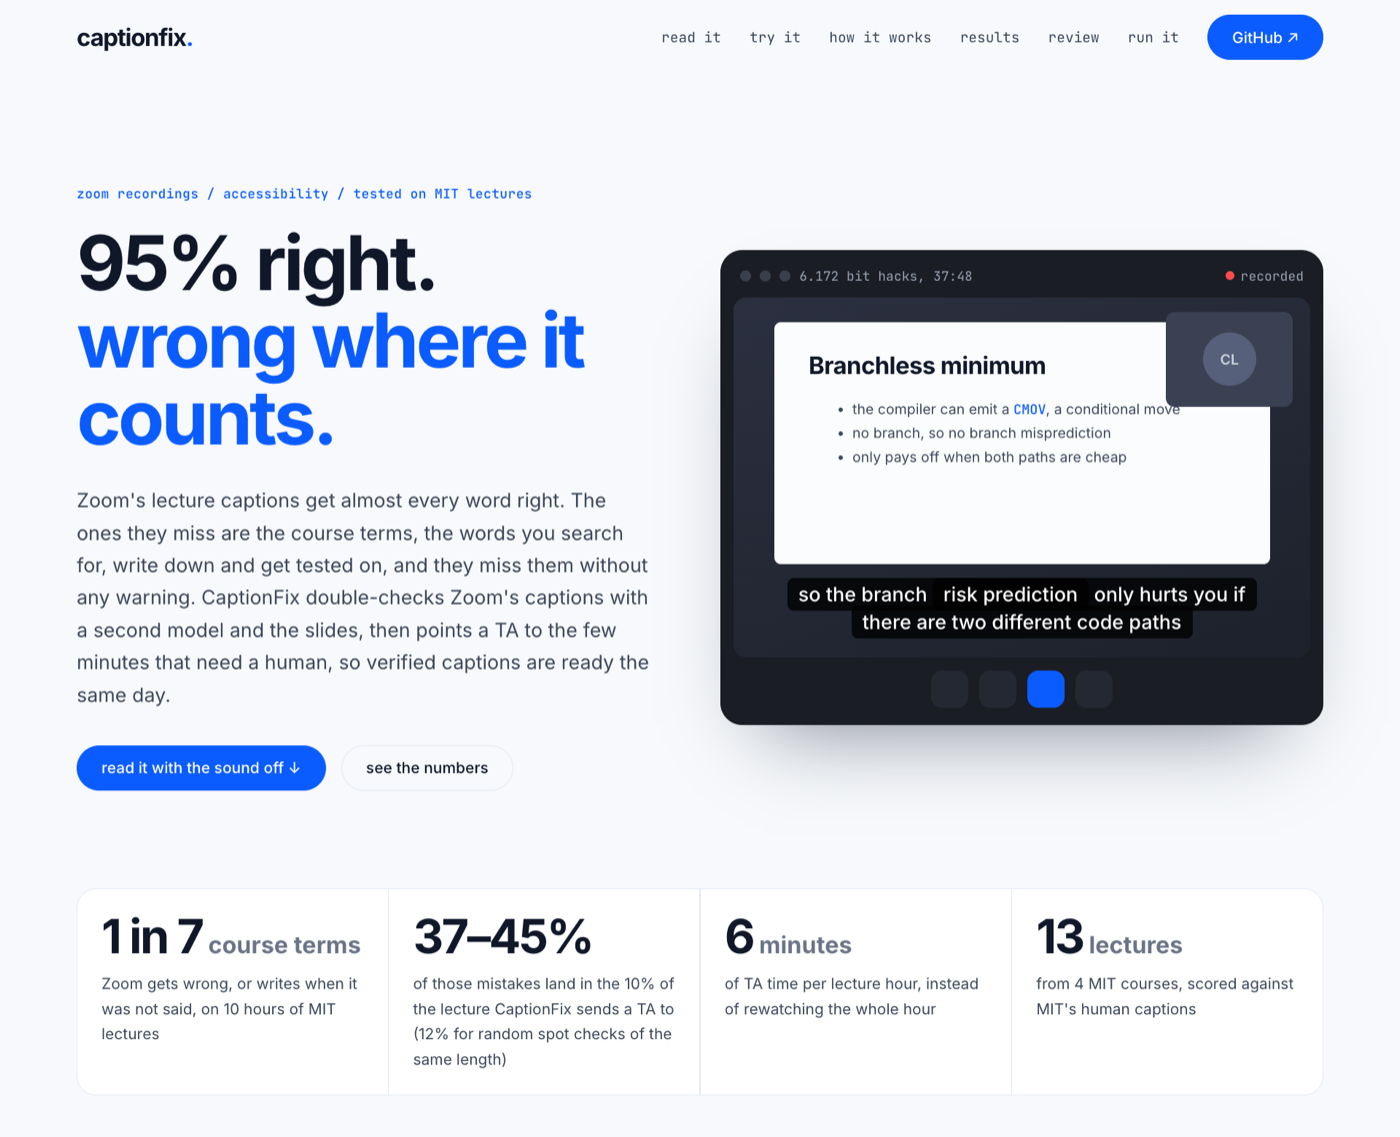 captionfix.
read it try it how it works results review run it GitHub ↗
zoom recordings / accessibility / tested on MIT lectures
95% right.
wrong where it
counts.
Zoom's lecture captions get almost every word right. The
ones they miss are the course terms, the words you search
for, write down and get tested on, and they miss them without
any warning. CaptionFix double-checks Zoom's captions with
a second model and the slides, then points a TA to the few
minutes that need a human, so verified captions are ready the
same day.
read it with the sound off ↓ see the numbers
6.172 bit hacks, 37:48 recorded
CL
Branchless minimum
• the compiler can emit a CMOV, a conditional move
• no branch, so no branch misprediction
• only pays off when both paths are cheap
so the branch risk prediction only hurts you if
there are two different code paths
1 in 7 course terms
Zoom gets wrong, or writes when it
was not said, on 10 hours of MIT
lectures
37–45%
of those mistakes land in the 10% of
the lecture CaptionFix sends a TA to
(12% for random spot checks of the
same length)
6 minutes
of TA time per lecture hour, instead
of rewatching the whole hour
13 lectures
from 4 MIT courses, scored against
MIT's human captions